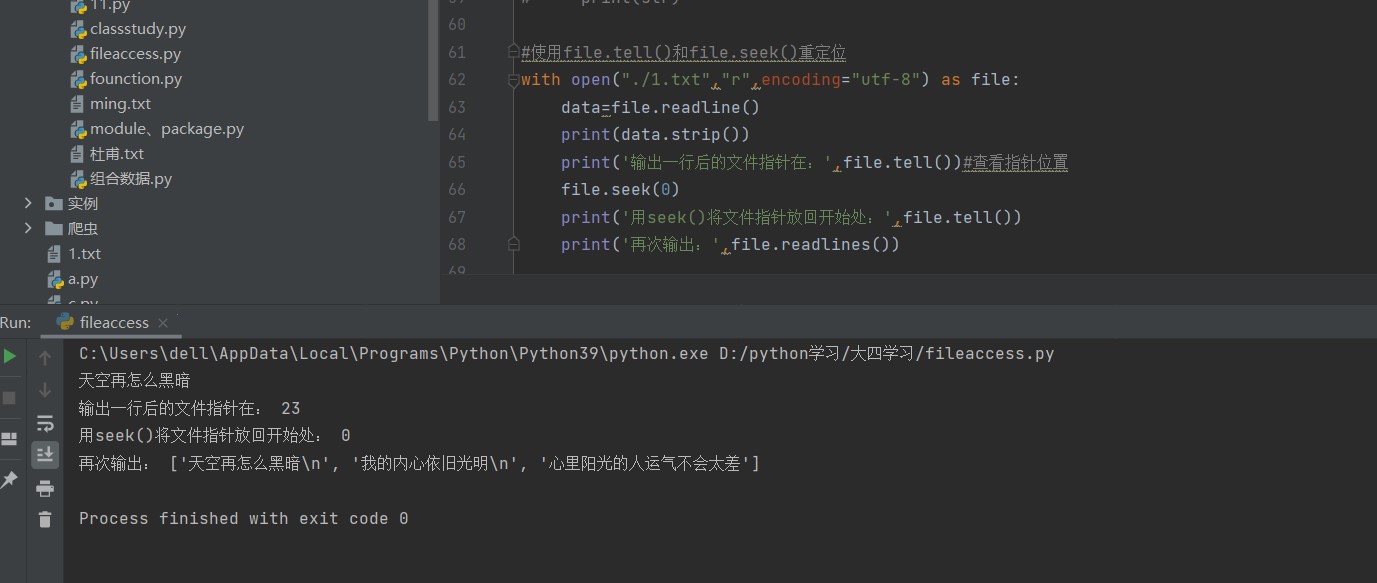 11.py
classstudy.py
fileaccess.py
founction.py
ming.txt
module、package.py
杜甫.txt
组合数据.py
实例
爬虫
1.txt
a.py
60
61 #使用file.tell()和file.seek()重定位
62 with open("./1.txt","r",encoding="utf-8") as file:
63 data=file.readline()
64 print(data.strip())
65 print('输出一行后的文件指针在：',file.tell())#查看指针位置
66 file.seek(0)
67 print('用seek()将文件指针放回开始处：',file.tell())
68 print('再次输出：',file.readlines())
69
Run: fileaccess
C:\Users\dell\AppData\Local\Programs\Python\Python39\python.exe D:/python学习/大四学习/fileaccess.py
天空再怎么黑暗
输出一行后的文件指针在： 23
用seek()将文件指针放回开始处： 0
再次输出： ['天空再怎么黑暗\n', '我的内心依旧光明\n', '心里阳光的人运气不会太差']
Process finished with exit code 0